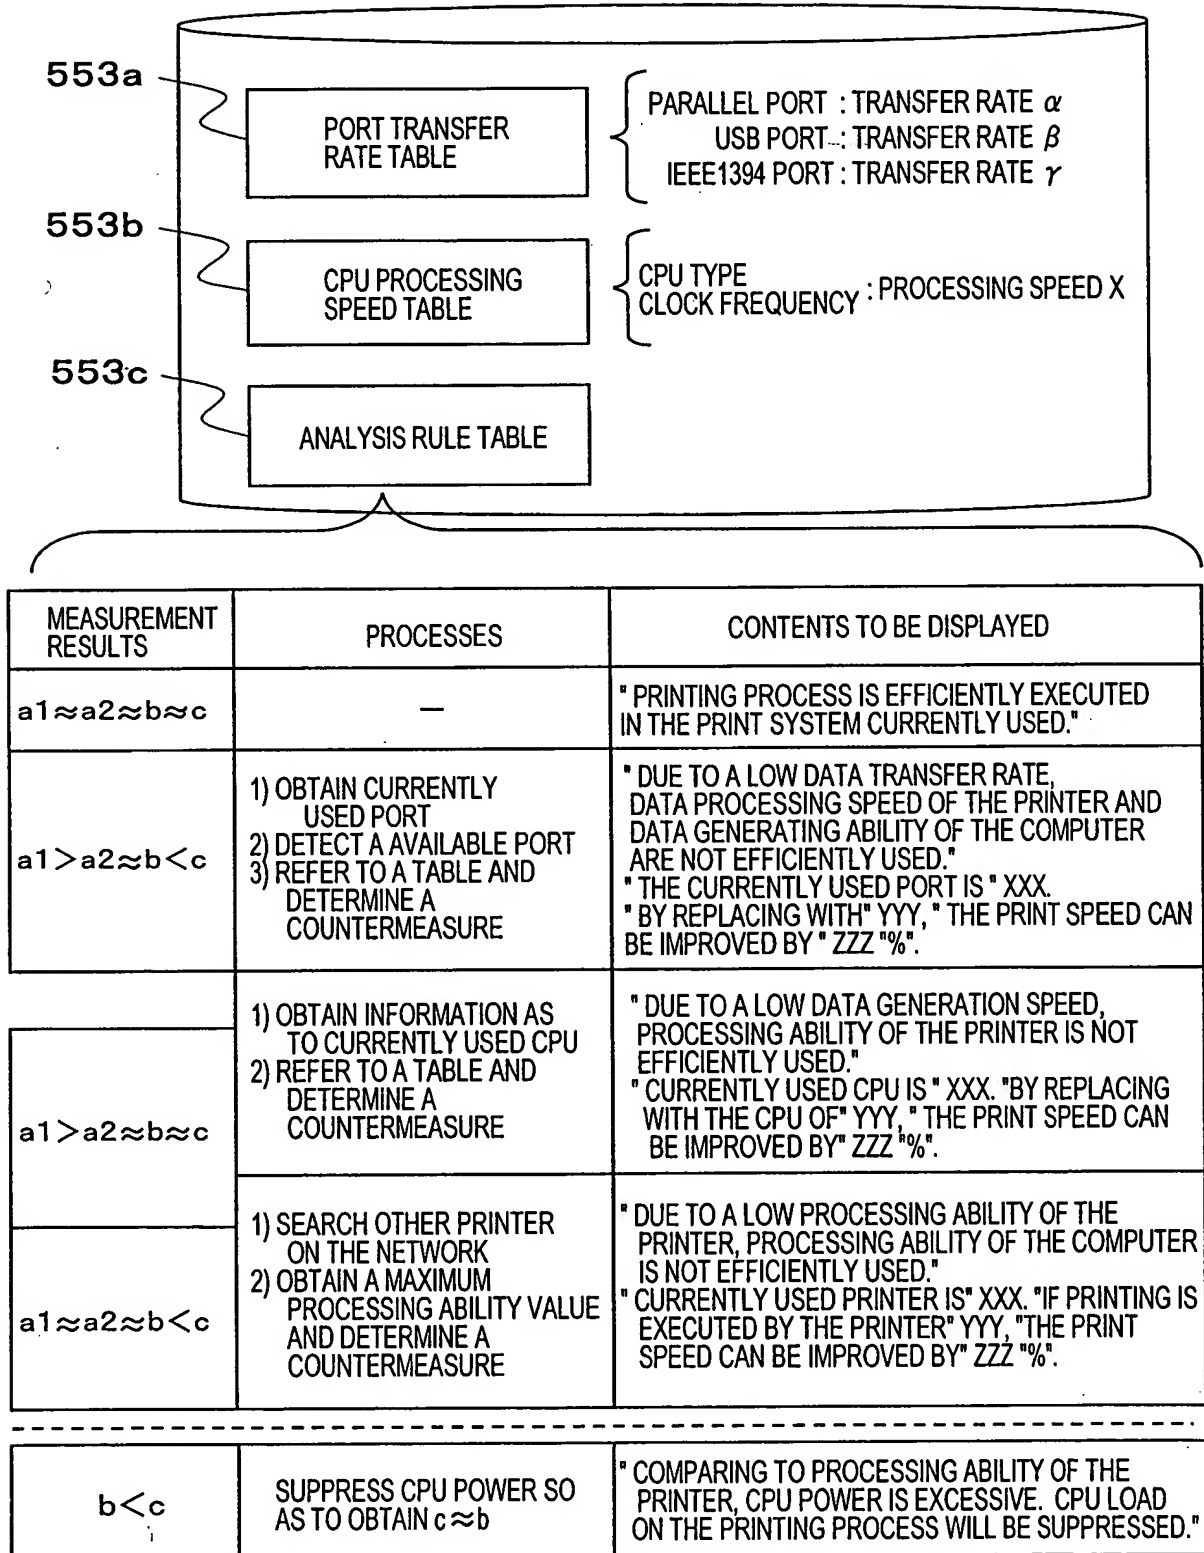 553a
PORT TRANSFER
RATE TABLE
PARALLEL PORT : TRANSFER RATE α
USB PORT : TRANSFER RATE β
IEEE1394 PORT : TRANSFER RATE γ
553b
CPU PROCESSING
SPEED TABLE
CPU TYPE
CLOCK FREQUENCY : PROCESSING SPEED X
553c
ANALYSIS RULE TABLE
MEASUREMENT
RESULTS
PROCESSES
CONTENTS TO BE DISPLAYED
a1≈a2≈b≈c
—
" PRINTING PROCESS IS EFFICIENTLY EXECUTED
IN THE PRINT SYSTEM CURRENTLY USED."
a1>a2≈b<c
1) OBTAIN CURRENTLY
USED PORT
2) DETECT A AVAILABLE PORT
3) REFER TO A TABLE AND
DETERMINE A
COUNTERMEASURE
" DUE TO A LOW DATA TRANSFER RATE,
DATA PROCESSING SPEED OF THE PRINTER AND
DATA GENERATING ABILITY OF THE COMPUTER
ARE NOT EFFICIENTLY USED."
" THE CURRENTLY USED PORT IS " XXX.
" BY REPLACING WITH" YYY, " THE PRINT SPEED CAN
BE IMPROVED BY " ZZZ "%".
a1>a2≈b≈c
1) OBTAIN INFORMATION AS
TO CURRENTLY USED CPU
2) REFER TO A TABLE AND
DETERMINE A
COUNTERMEASURE
" DUE TO A LOW DATA GENERATION SPEED,
PROCESSING ABILITY OF THE PRINTER IS NOT
EFFICIENTLY USED."
" CURRENTLY USED CPU IS " XXX. "BY REPLACING
WITH THE CPU OF" YYY, " THE PRINT SPEED CAN
BE IMPROVED BY" ZZZ "%".
a1≈a2≈b<c
1) SEARCH OTHER PRINTER
ON THE NETWORK
2) OBTAIN A MAXIMUM
PROCESSING ABILITY VALUE
AND DETERMINE A
COUNTERMEASURE
" DUE TO A LOW PROCESSING ABILITY OF THE
PRINTER, PROCESSING ABILITY OF THE COMPUTER
IS NOT EFFICIENTLY USED."
" CURRENTLY USED PRINTER IS" XXX. "IF PRINTING IS
EXECUTED BY THE PRINTER" YYY, "THE PRINT
SPEED CAN BE IMPROVED BY" ZZZ "%".
b<c
SUPPRESS CPU POWER SO
AS TO OBTAIN c≈b
" COMPARING TO PROCESSING ABILITY OF THE
PRINTER, CPU POWER IS EXCESSIVE. CPU LOAD
ON THE PRINTING PROCESS WILL BE SUPPRESSED."